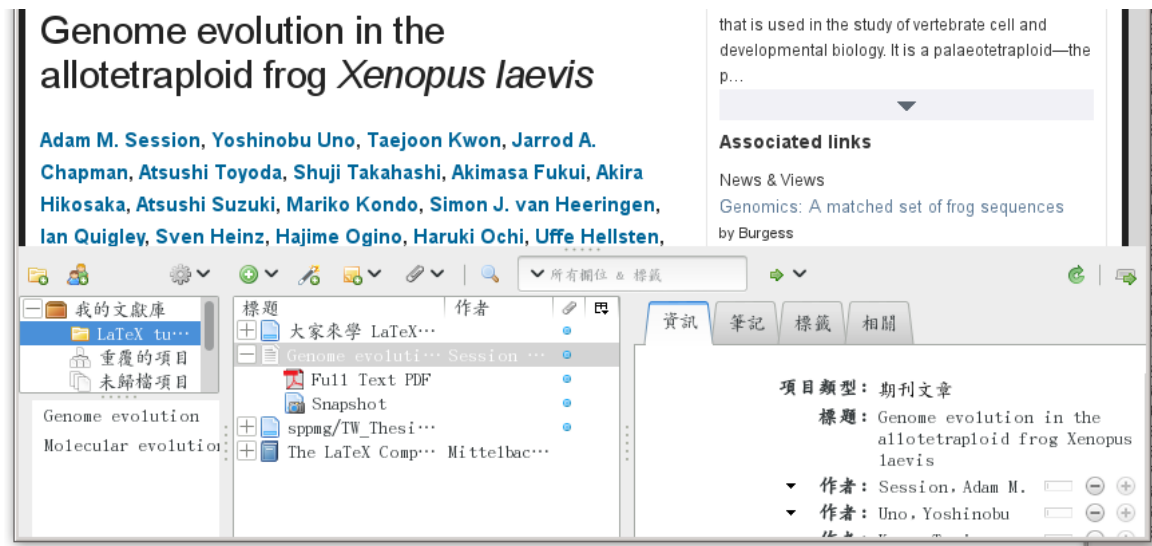 Genome evolution in the
allotetraploid frog Xenopus laevis
Adam M. Session, Yoshinobu Uno, Taejoon Kwon, Jarrod A.
Chapman, Atsushi Toyoda, Shuji Takahashi, Akimasa Fukui, Akira
Hikosaka, Atsushi Suzuki, Mariko Kondo, Simon J. van Heeringen,
Ian Quigley, Sven Heinz, Hajime Ogino, Haruki Ochi, Uffe Hellsten,
that is used in the study of vertebrate cell and
developmental biology. It is a palaeotetraploid—the
p…
Associated links
News & Views
Genomics: A matched set of frog sequences
by Burgess
所有欄位 & 標籤
我的文獻庫
LaTeX tu…
重覆的項目
未歸檔項目
Genome evolution
Molecular evolution
標題 作者
大家來學 LaTeX…
Genome evoluti… Session …
Full Text PDF
Snapshot
sppmg/TW_Thesi…
The LaTeX Comp… Mittelbac…
資訊 筆記 標籤 相關
項目類型: 期刊文章
標題: Genome evolution in the
allotetraploid frog Xenopus
laevis
作者: Session, Adam M.
作者: Uno, Yoshinobu